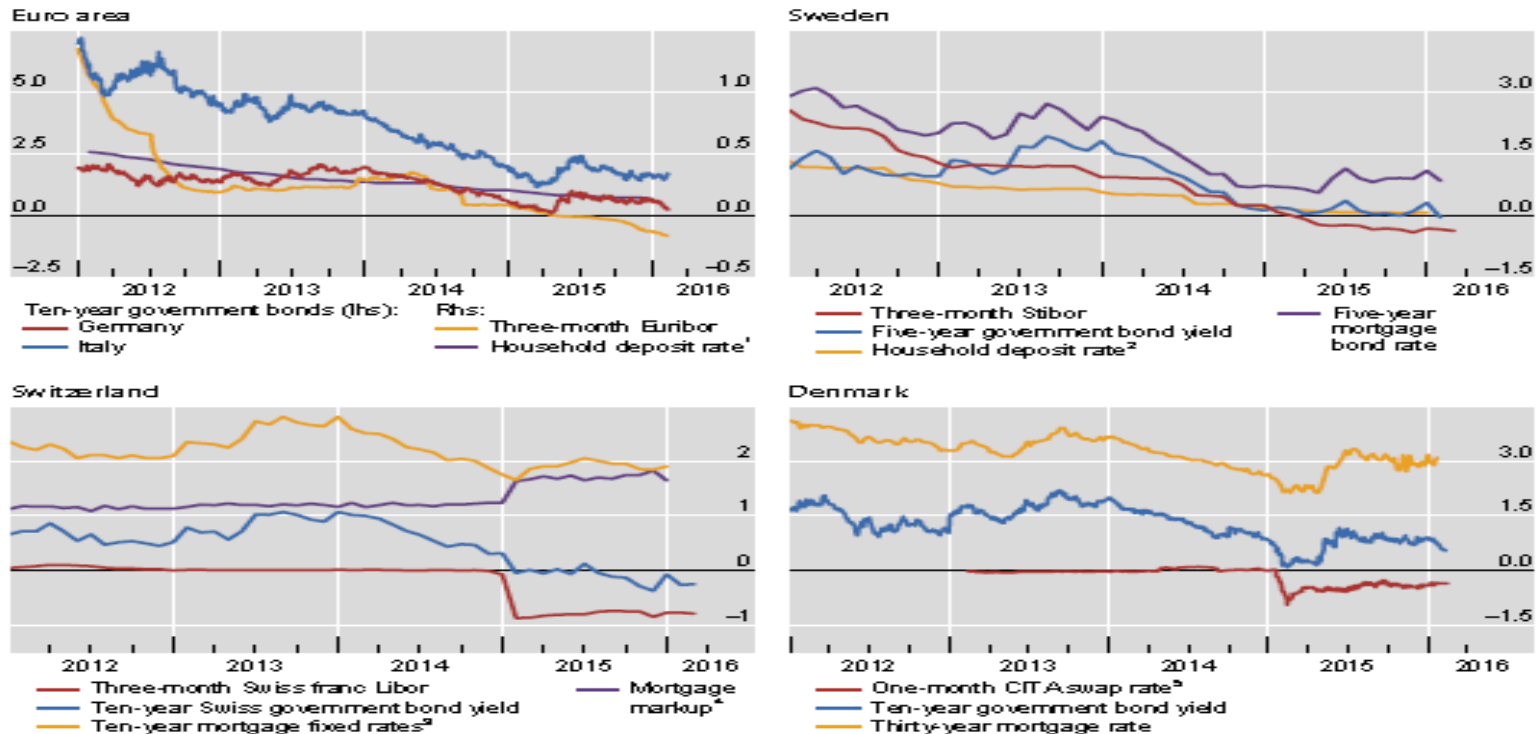 Euro area
5.0 1.0
2.5 0.5
0.0 0.0
−2.5 −0.5
2012 2013 2014 2015 2016
Ten-year government bonds (lhs): Rhs:
Germany Three-month Euribor
Italy Household deposit rate¹
Sweden
3.0
1.5
0.0
−1.5
2012 2013 2014 2015 2016
Three-month Stibor Five-year
Five-year government bond yield mortgage
Household deposit rate² bond rate
Switzerland
2
1
0
−1
2012 2013 2014 2015 2016
Three-month Swiss franc Libor Mortgage
Ten-year Swiss government bond yield markup⁴
Ten-year mortgage fixed rates³
Denmark
3.0
1.5
0.0
−1.5
2012 2013 2014 2015 2016
One-month CITA swap rate⁵
Ten-year government bond yield
Thirty-year mortgage rate